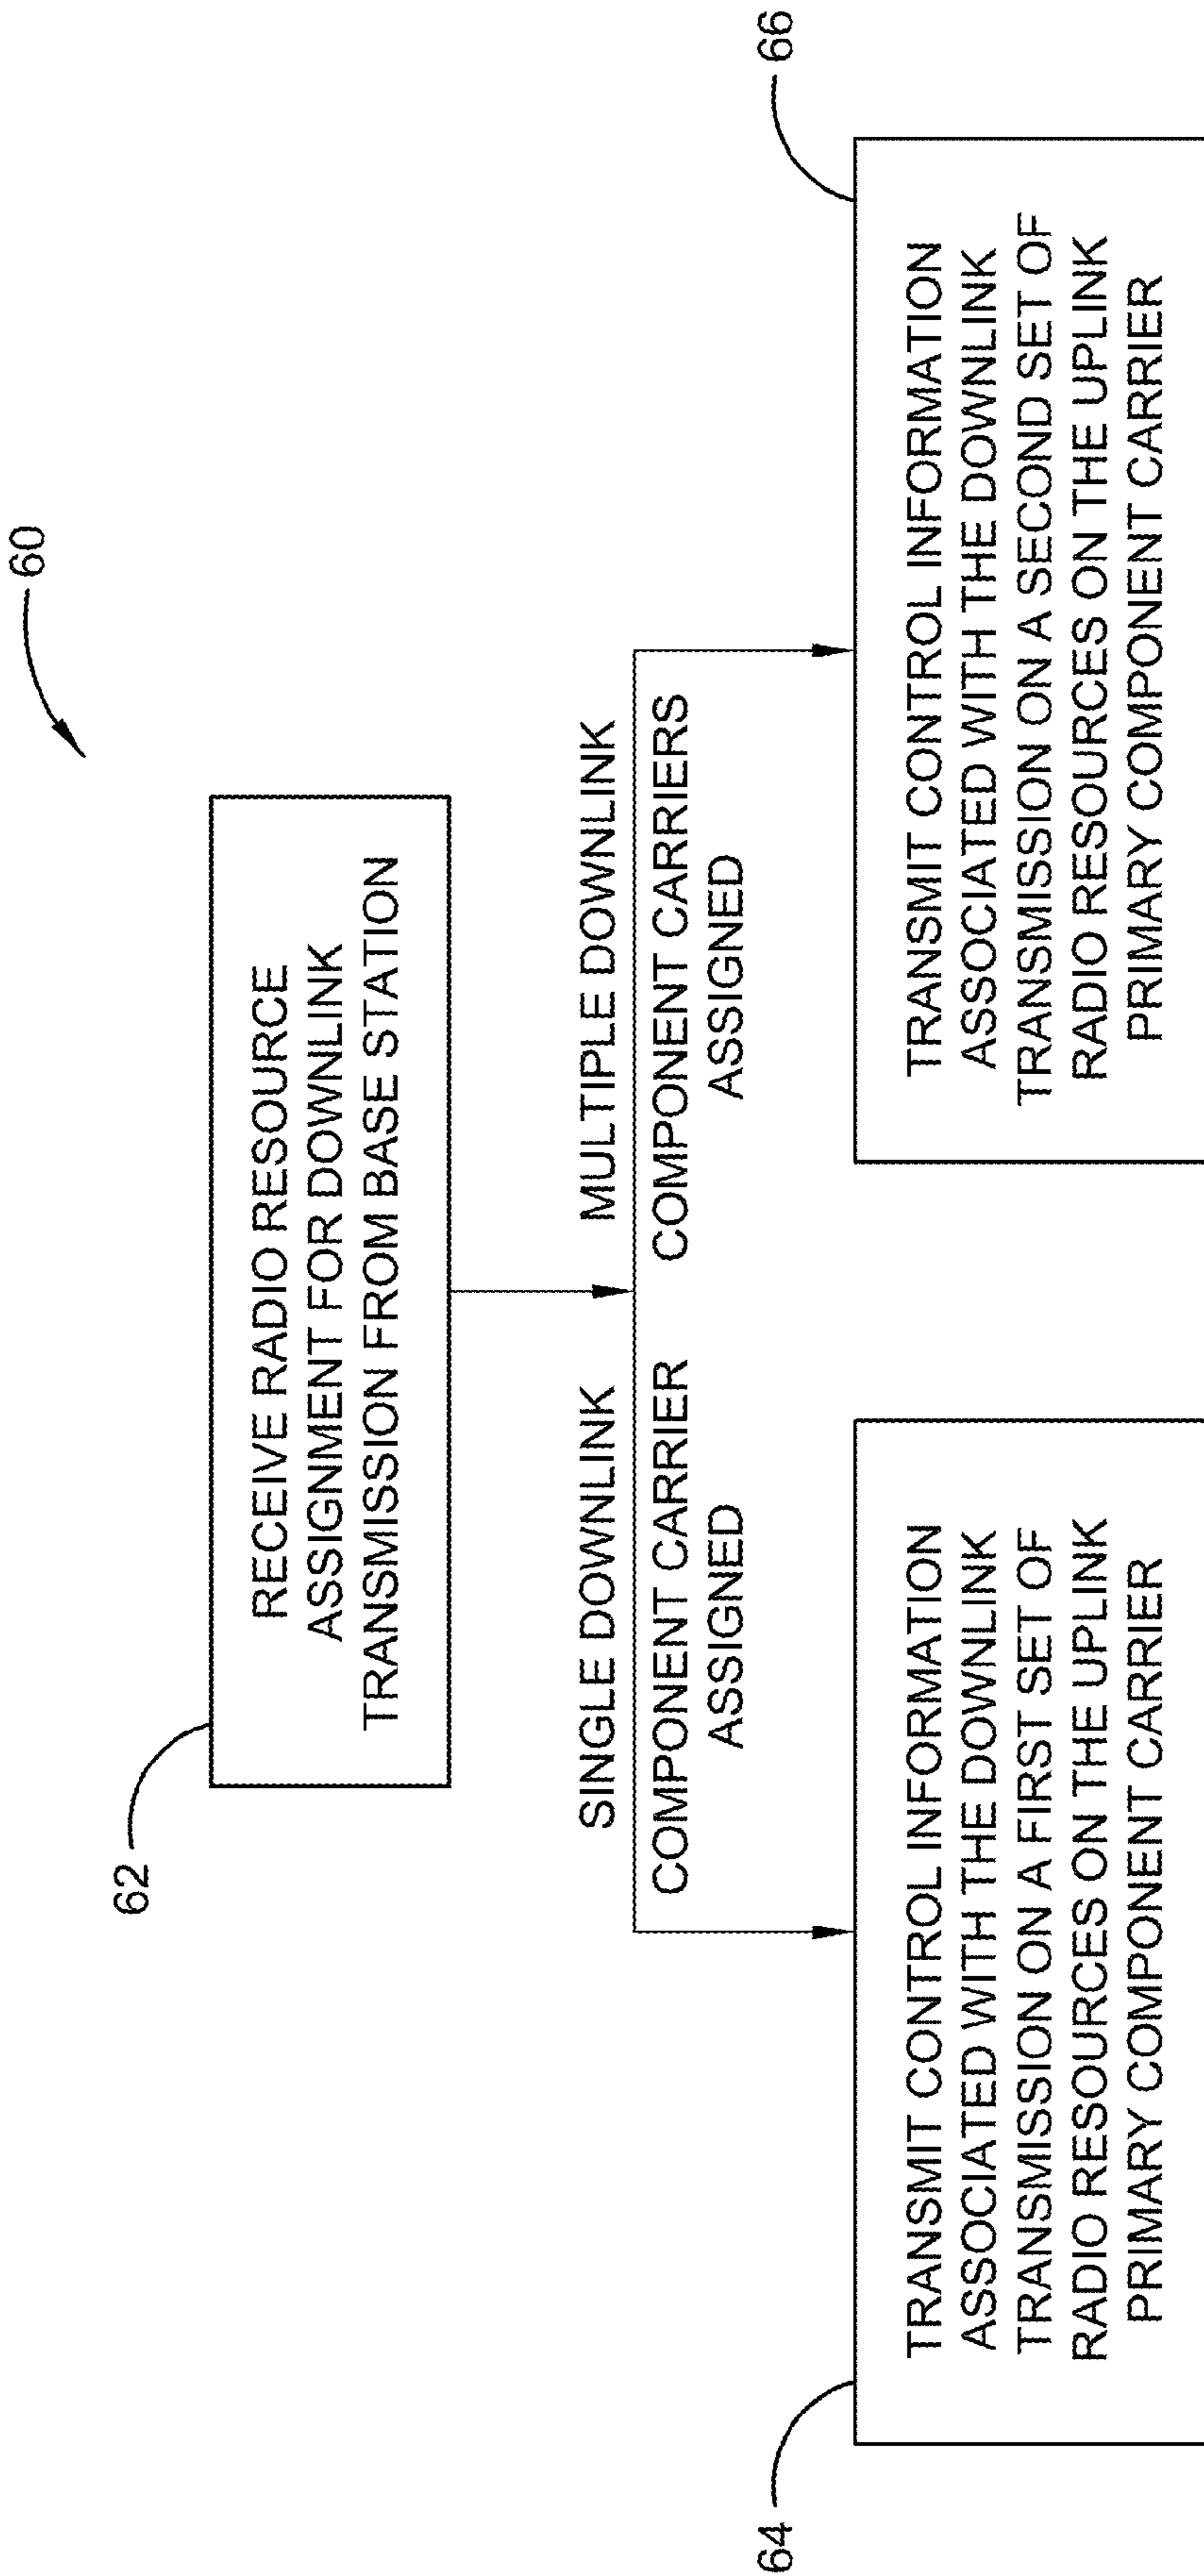 60
62
RECEIVE RADIO RESOURCE
ASSIGNMENT FOR DOWNLINK
TRANSMISSION FROM BASE STATION
SINGLE DOWNLINK
COMPONENT CARRIER
ASSIGNED
MULTIPLE DOWNLINK
COMPONENT CARRIERS
ASSIGNED
64
TRANSMIT CONTROL INFORMATION
ASSOCIATED WITH THE DOWNLINK
TRANSMISSION ON A FIRST SET OF
RADIO RESOURCES ON THE UPLINK
PRIMARY COMPONENT CARRIER
66
TRANSMIT CONTROL INFORMATION
ASSOCIATED WITH THE DOWNLINK
TRANSMISSION ON A SECOND SET OF
RADIO RESOURCES ON THE UPLINK
PRIMARY COMPONENT CARRIER